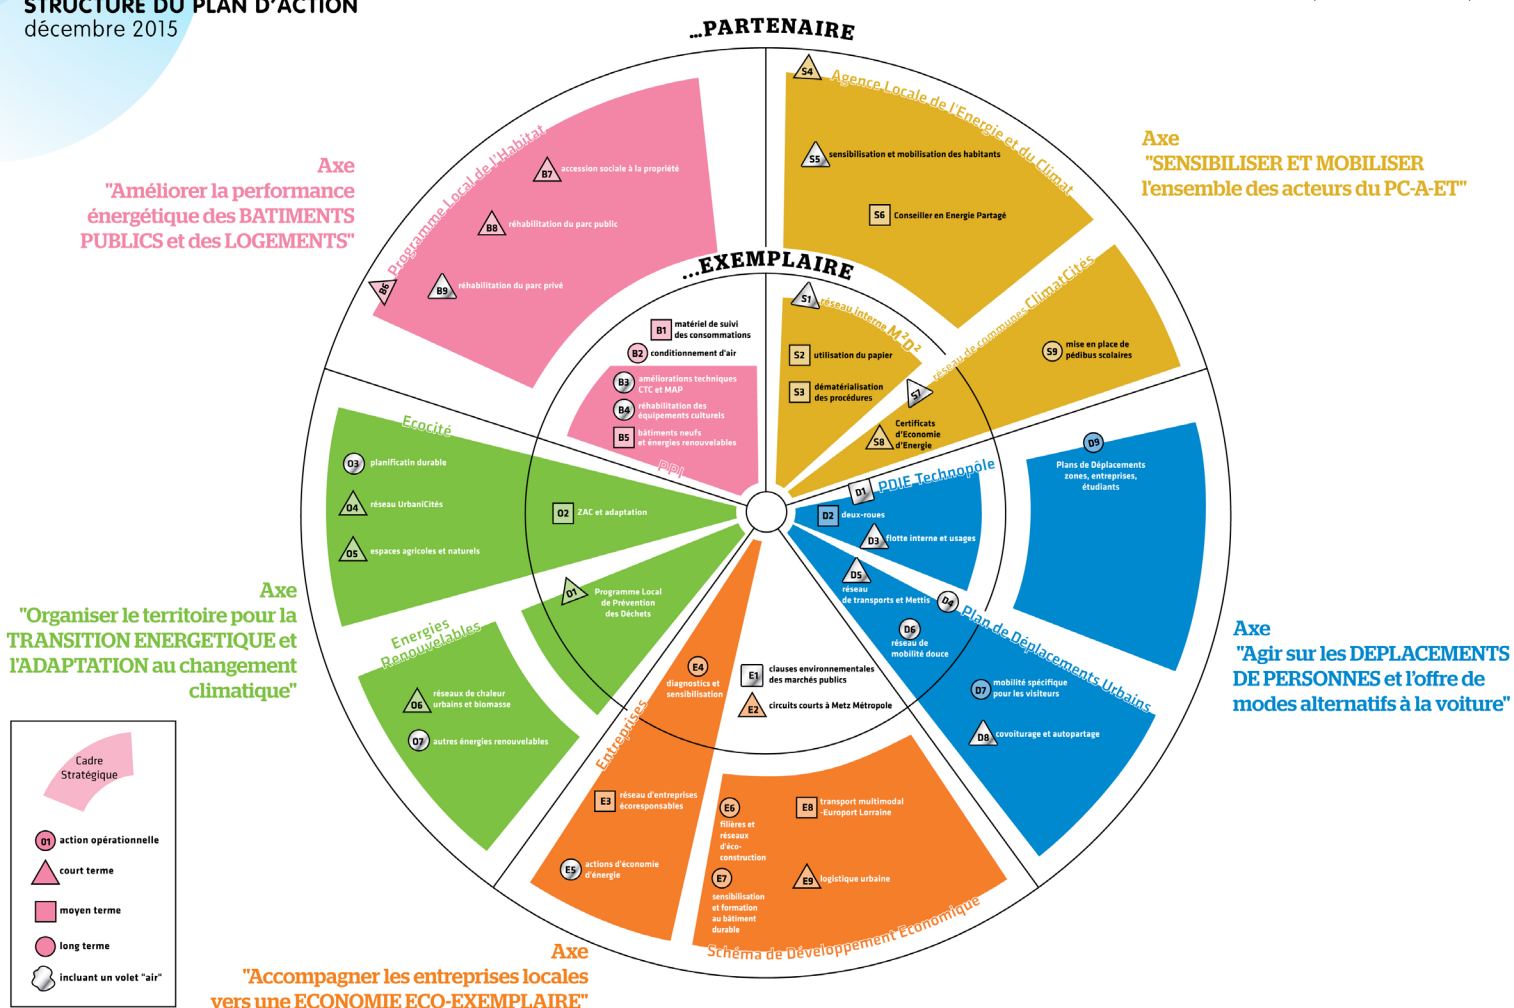 STRUCTURE DU PLAN D'ACTION
décembre 2015
...PARTENAIRE
...EXEMPLAIRE
Axe
"Améliorer la performance
énergétique des BATIMENTS
PUBLICS et des LOGEMENTS"
Programme Local de l'Habitat
B6
B7 accession sociale à la propriété
B8 réhabilitation du parc public
B9 réhabilitation du parc privé
B1 matériel de suivi
des consommations
B2 conditionnement d'air
B3 améliorations techniques
CTC et MAP
B4 réhabilitation des
équipements culturels
B5 bâtiments neufs
et énergies renouvelables
PPI
Axe
"SENSIBILISER ET MOBILISER
l'ensemble des acteurs du PC-A-ET"
S4 Agence Locale de l'Energie et du Climat
S5 sensibilisation et mobilisation des habitants
S6 Conseiller en Energie Partagé
S1 réseau interne M²D²
S2 utilisation du papier
S3 dématérialisation
des procédures
S7 réseau de communes ClimatCités
S8 Certificats
d'Economie
d'Energie
S9 mise en place de
pédibus scolaires
Ecocité
O3 planificatin durable
O4 réseau UrbaniCités
O5 espaces agricoles et naturels
O2 ZAC et adaptation
O1 Programme Local
de Prévention
des Déchets
Energies
Renouvelables
O6 réseaux de chaleur
urbains et biomasse
O7 autres énergies renouvelables
Axe
"Organiser le territoire pour la
TRANSITION ENERGETIQUE et
l'ADAPTATION au changement
climatique"
D1 PDIE Technopôle
D2 deux-roues
D3 flotte interne et usages
D9
Plans de Déplacements
zones, entreprises,
étudiants
D4 Plan de Déplacements Urbains
D5
réseau
de transports et Mettis
D6
réseau de
mobilité douce
D7 mobilité spécifique
pour les visiteurs
D8 covoiturage et autopartage
Axe
"Agir sur les DEPLACEMENTS
DE PERSONNES et l'offre de
modes alternatifs à la voiture"
E1 clauses environnementales
des marchés publics
E2 circuits courts à Metz Métropole
Entreprises
E4
diagnostics et
sensibilisation
E3 réseau d'entreprises
écoresponsables
E5 actions d'économie
d'énergie
E6
filières et
réseaux
d'éco-
construction
E7
sensibilisation
et formation
au bâtiment
durable
E8 transport multimodal
-Europort Lorraine
E9 logistique urbaine
Schéma de Développement Economique
Axe
"Accompagner les entreprises locales
vers une ECONOMIE ECO-EXEMPLAIRE"
Cadre
Stratégique
01 action opérationnelle
court terme
moyen terme
long terme
incluant un volet "air"